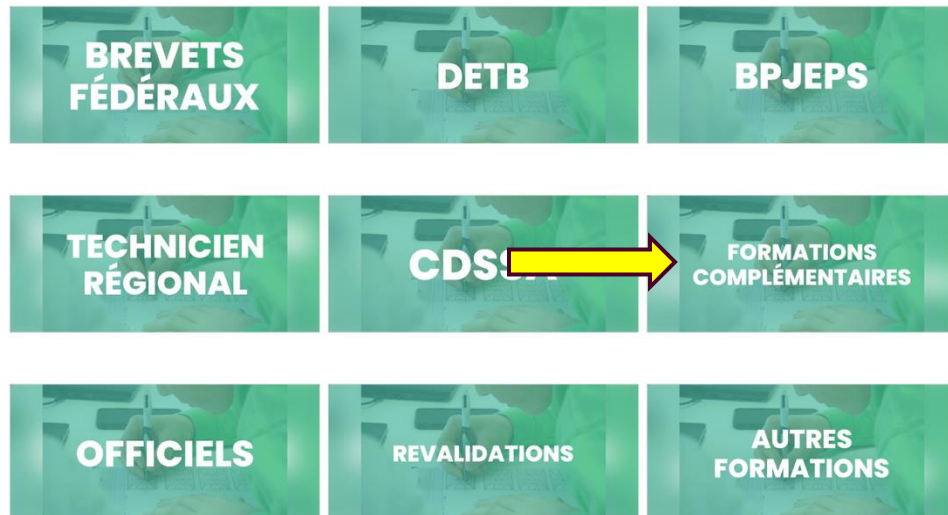 BREVETS
FÉDÉRAUX
DETB
BPJEPS
TECHNICIEN
RÉGIONAL
FORMATIONS
COMPLÉMENTAIRES
OFFICIELS
REVALIDATIONS
AUTRES
FORMATIONS